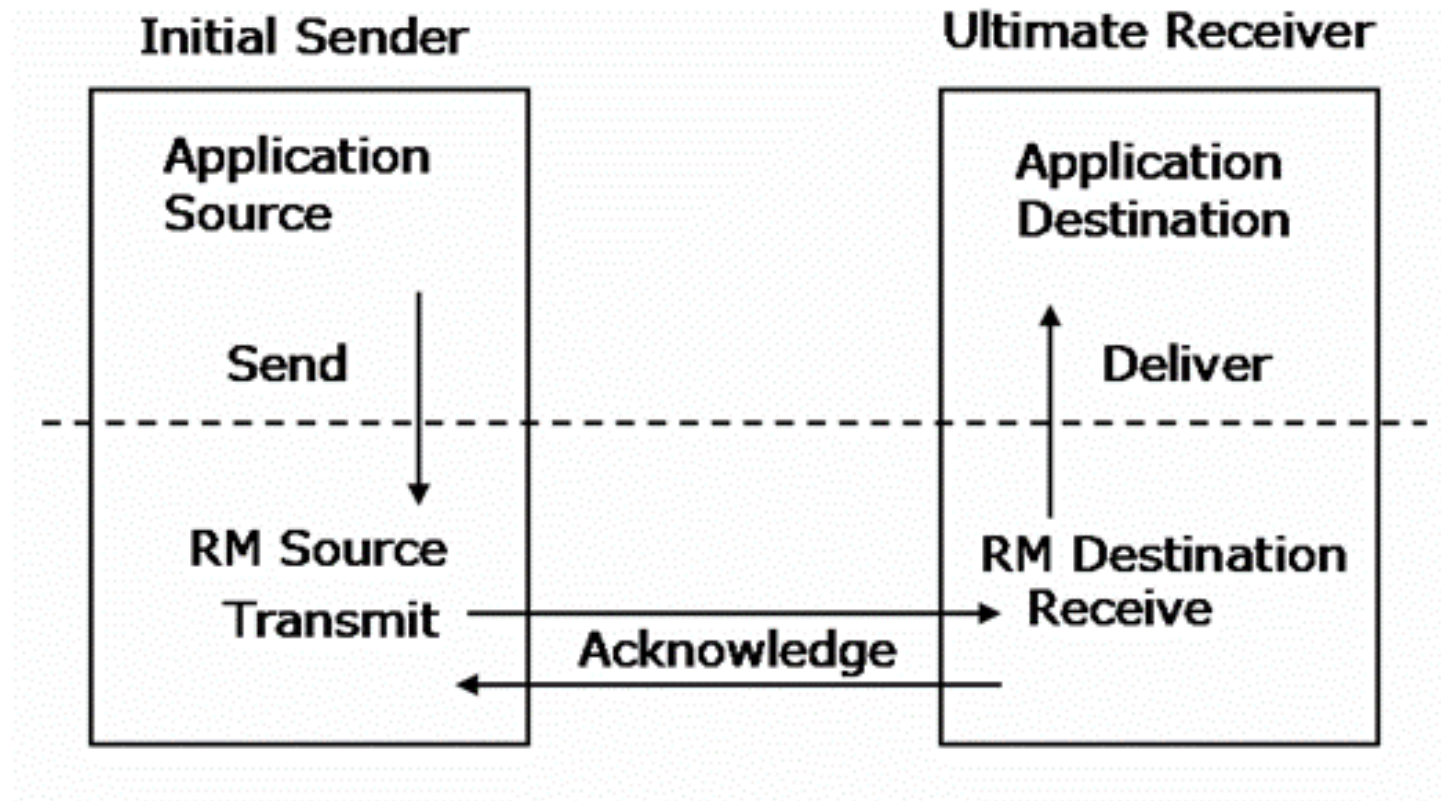 Initial Sender
Ultimate Receiver
Application
Source
Send
RM Source
Transmit
Acknowledge
Application
Destination
Deliver
RM Destination
Receive